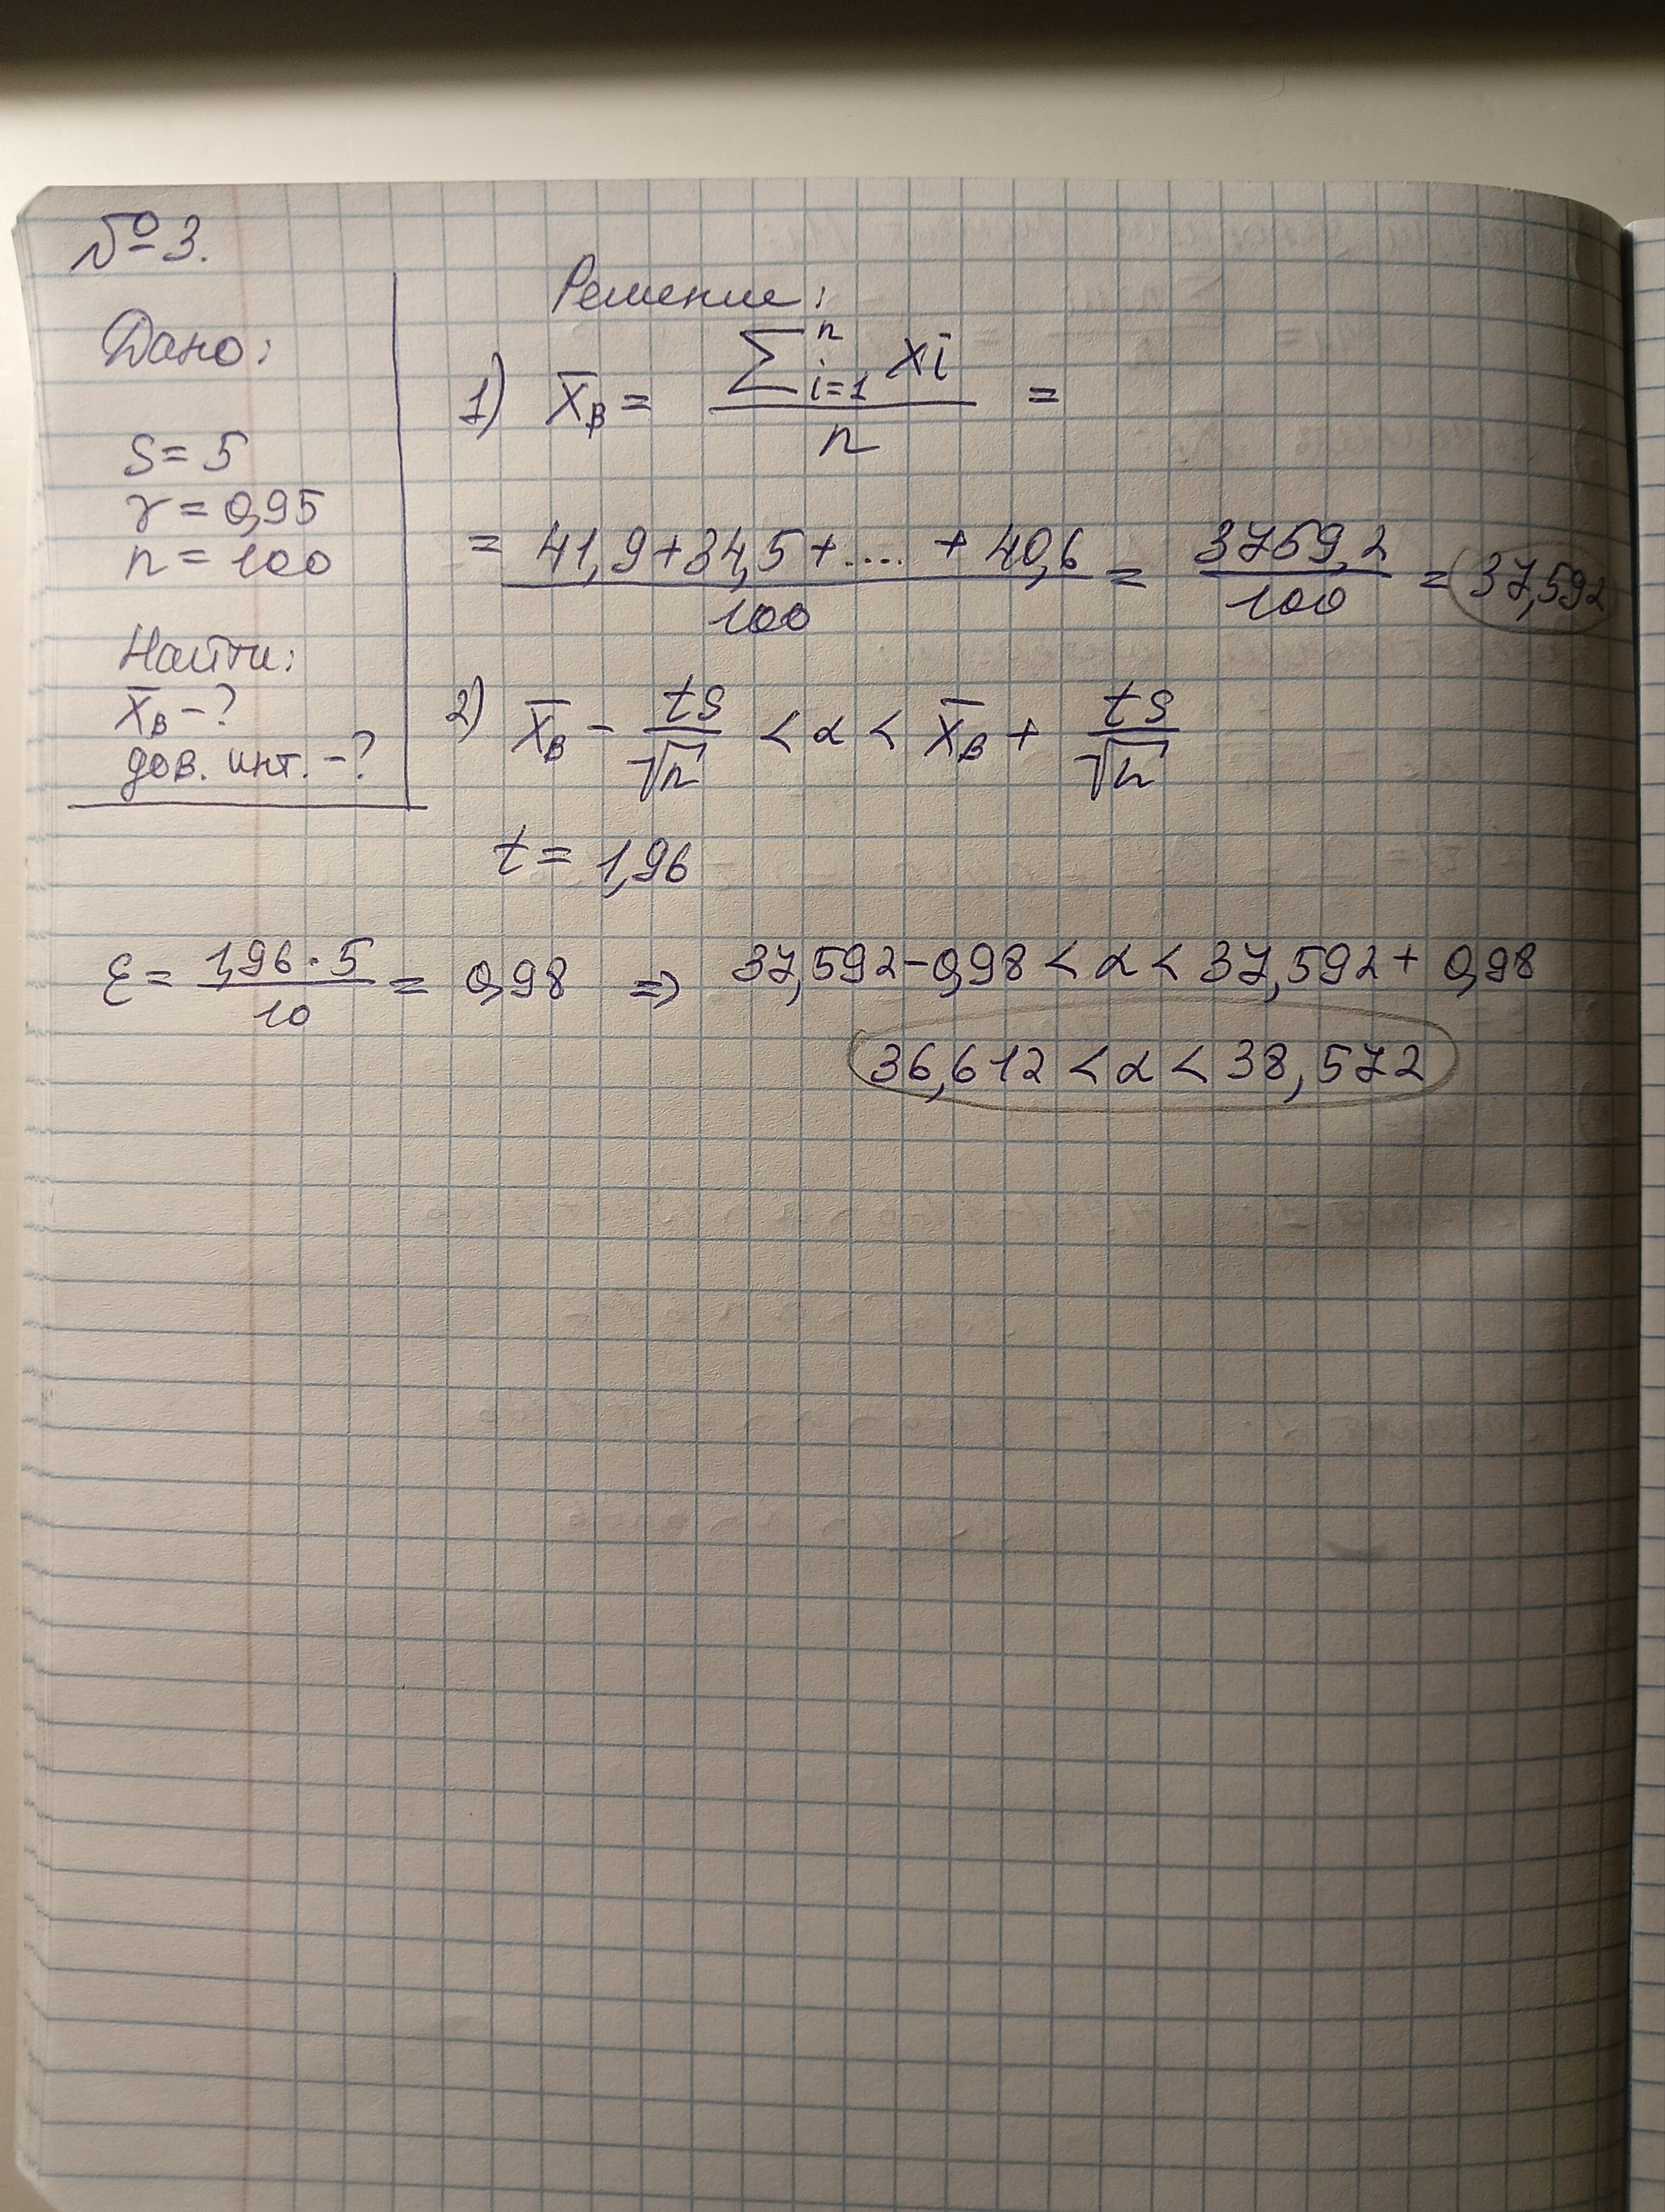 №3.
Дано:
S = 5
γ = 0,95
n = 100
Найти:
X̅в - ?
дов. инт. - ?
Решение:
1) X̅в = ∑ⁿᵢ₌₁ xi / n =
= 41,9 + 34,5 + .... + 40,6 / 100 = 3759,2 / 100 = 37,592
2) X̅в - tS/√n < α < X̅в + tS/√n
t = 1,96
ε = 1,96 · 5 / 10 = 0,98 ⇒ 37,592 - 0,98 < α < 37,592 + 0,98
36,612 < α < 38,572